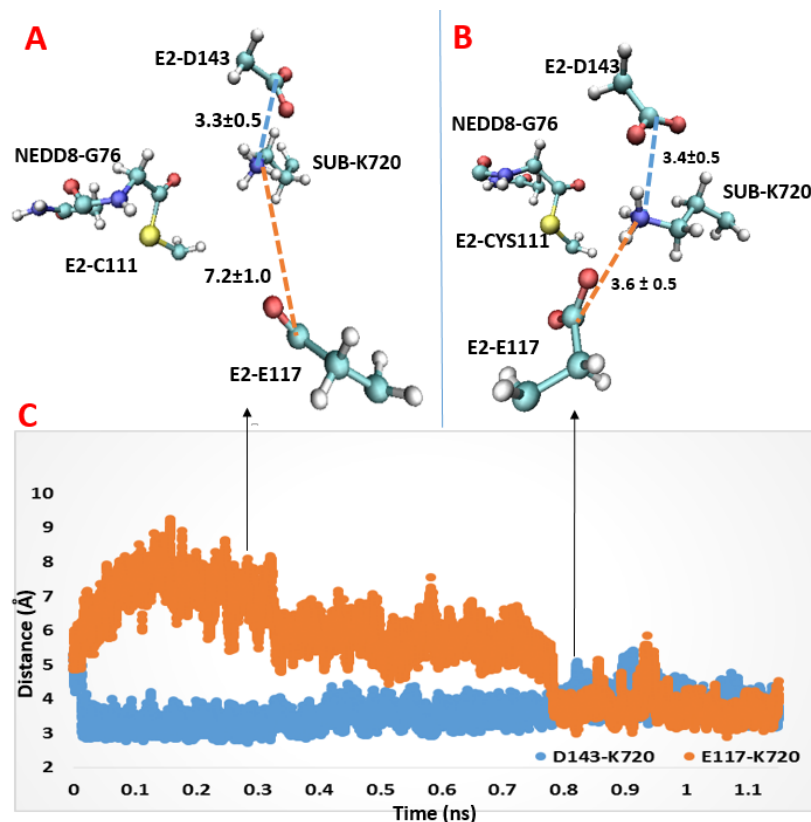 A
E2-D143
3.3±0.5
NEDD8-G76
SUB-K720
E2-C111
7.2±1.0
E2-E117
B
E2-D143
NEDD8-G76
3.4±0.5
SUB-K720
E2-CYS111
3.6 ± 0.5
E2-E117
C
Distance (Å)
10
9
8
7
6
5
4
3
2
D143-K720 E117-K720
0 0.1 0.2 0.3 0.4 0.5 0.6 0.7 0.8 0.9 1 1.1
Time (ns)